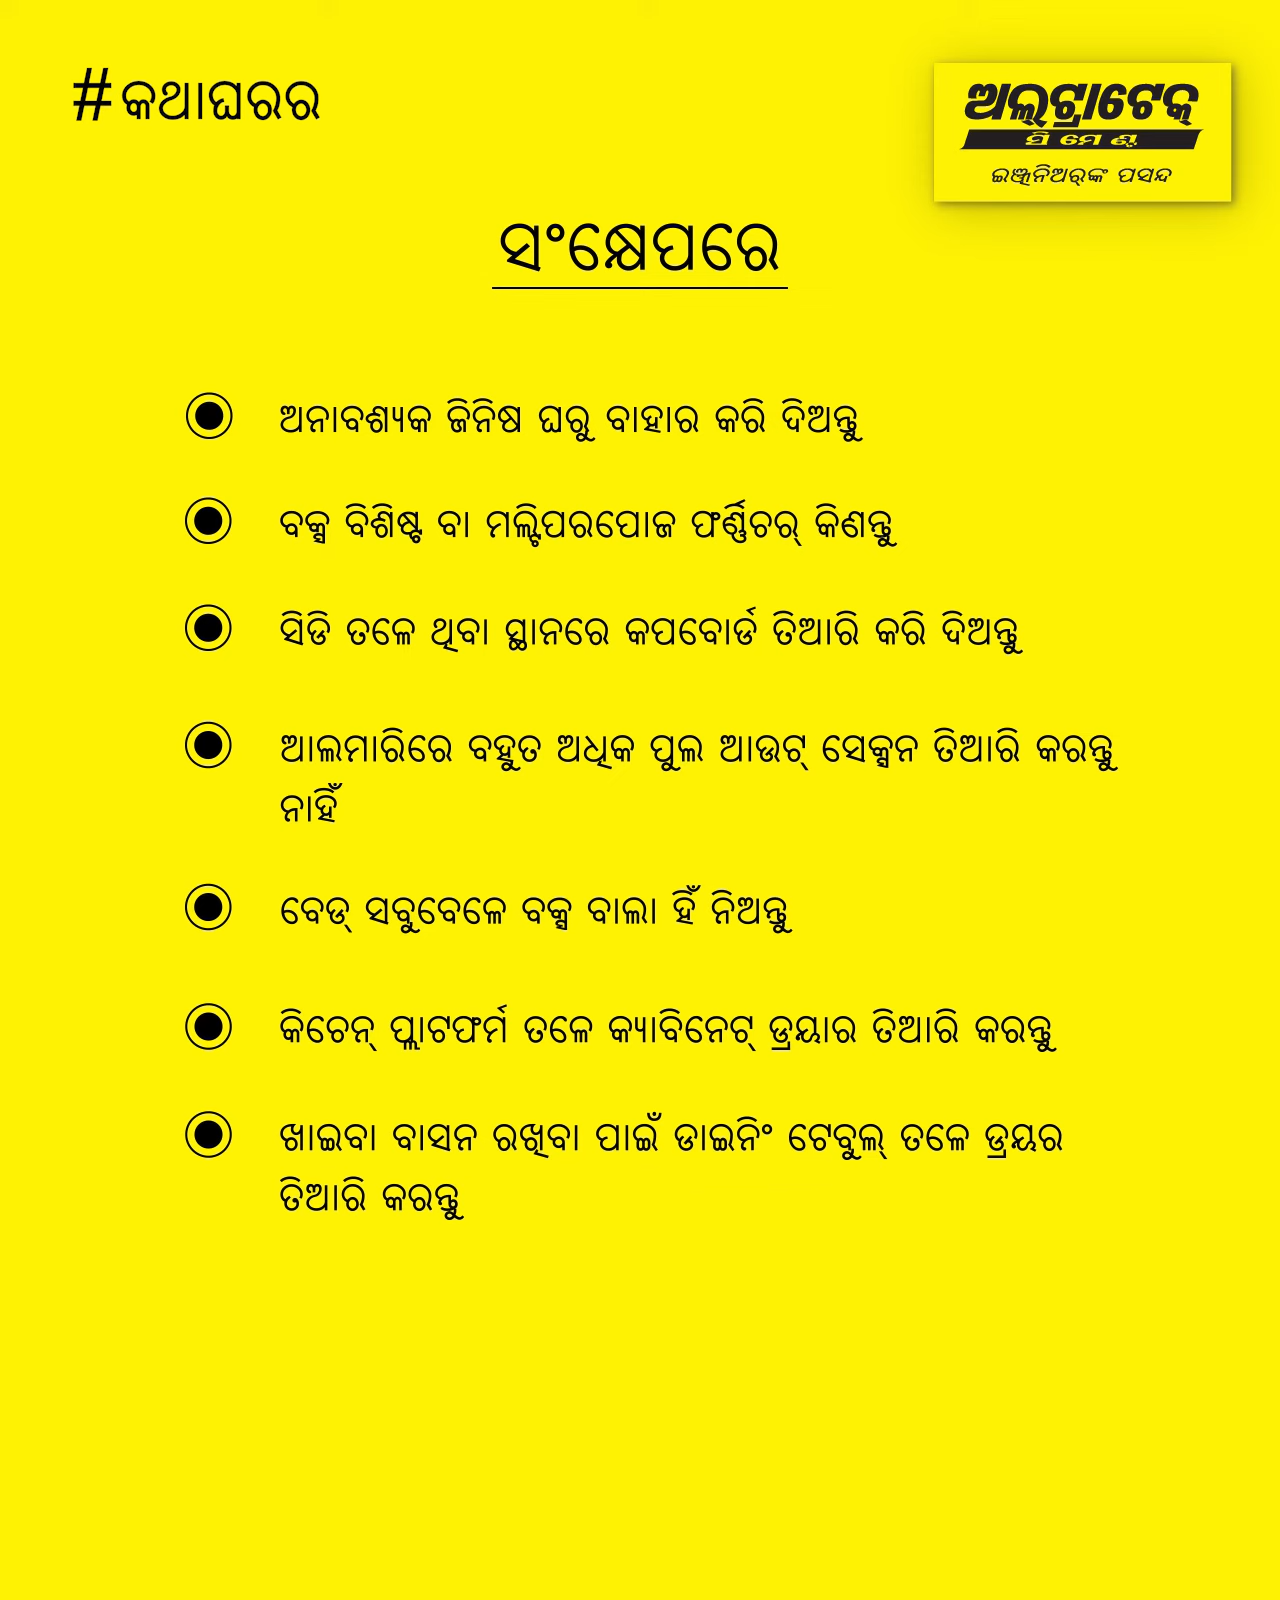 #କଥାଘରର
ଅଲ୍‌ଟ୍ରାଟେକ୍
ସିମେଣ୍ଟ
ଇଞ୍ଜିନିଅର୍‌ଙ୍କ ପସନ୍ଦ
ସଂକ୍ଷେପରେ
ଅନାବଶ୍ୟକ ଜିନିଷ ଘରୁ ବାହାର କରି ଦିଅନ୍ତୁ
ବକ୍ସ ବିଶିଷ୍ଟ ବା ମଲ୍ଟିପରପୋଜ ଫର୍ଣ୍ଣିଚର୍ କିଣନ୍ତୁ
ସିଡି ତଳେ ଥିବା ସ୍ଥାନରେ କପବୋର୍ଡ ତିଆରି କରି ଦିଅନ୍ତୁ
ଆଲମାରିରେ ବହୁତ ଅଧିକ ପୁଲ ଆଉଟ୍ ସେକ୍ସନ ତିଆରି କରନ୍ତୁ
ନାହିଁ
ବେଡ୍ ସବୁବେଳେ ବକ୍ସ ବାଲା ହିଁ ନିଅନ୍ତୁ
କିଚେନ୍ ପ୍ଲାଟଫର୍ମ ତଳେ କ୍ୟାବିନେଟ୍ ଡ୍ରୟାର ତିଆରି କରନ୍ତୁ
ଖାଇବା ବାସନ ରଖିବା ପାଇଁ ଡାଇନିଂ ଟେବୁଲ୍ ତଳେ ଡ୍ରୟର
ତିଆରି କରନ୍ତୁ